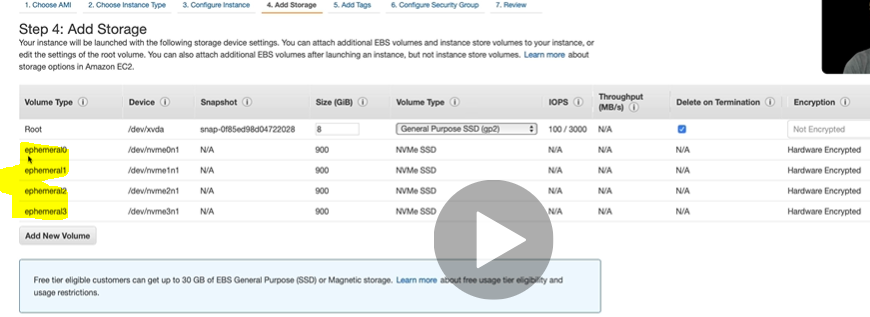 1. Choose AMI 2. Choose Instance Type 3. Configure Instance 4. Add Storage 5. Add Tags 6. Configure Security Group 7. Review
Step 4: Add Storage
Your instance will be launched with the following storage device settings. You can attach additional EBS volumes and instance store volumes to your instance, or
edit the settings of the root volume. You can also attach additional EBS volumes after launching an instance, but not instance store volumes. Learn more about
storage options in Amazon EC2.
Volume Type Device Snapshot Size (GiB) Volume Type IOPS Throughput (MB/s) Delete on Termination Encryption
Root /dev/xvda snap-0f85ed98d04722028 8 General Purpose SSD (gp2) 100 / 3000 N/A Not Encrypted
ephemeral0 /dev/nvme0n1 N/A 900 NVMe SSD N/A N/A N/A Hardware Encrypted
ephemeral1 /dev/nvme1n1 N/A 900 NVMe SSD N/A N/A N/A Hardware Encrypted
ephemeral2 /dev/nvme2n1 N/A 900 NVMe SSD N/A N/A N/A Hardware Encrypted
ephemeral3 /dev/nvme3n1 N/A 900 NVMe SSD N/A N/A N/A Hardware Encrypted
Add New Volume
Free tier eligible customers can get up to 30 GB of EBS General Purpose (SSD) or Magnetic storage. Learn more about free usage tier eligibility and
usage restrictions.